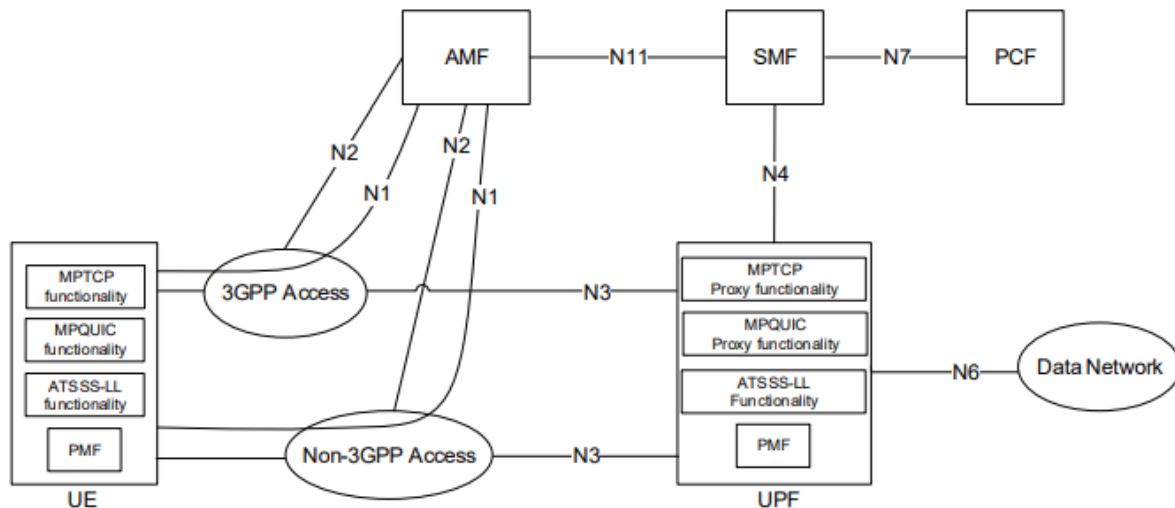 AMF
N11
SMF
N7
PCF
N2
N1
N2
N1
N4
MPTCP
functionality
MPQUIC
functionality
ATSSS-LL
functionality
PMF
UE
3GPP Access
N3
Non-3GPP Access
N3
MPTCP
Proxy functionality
MPQUIC
Proxy functionality
ATSSS-LL
Functionality
PMF
UPF
N6
Data Network